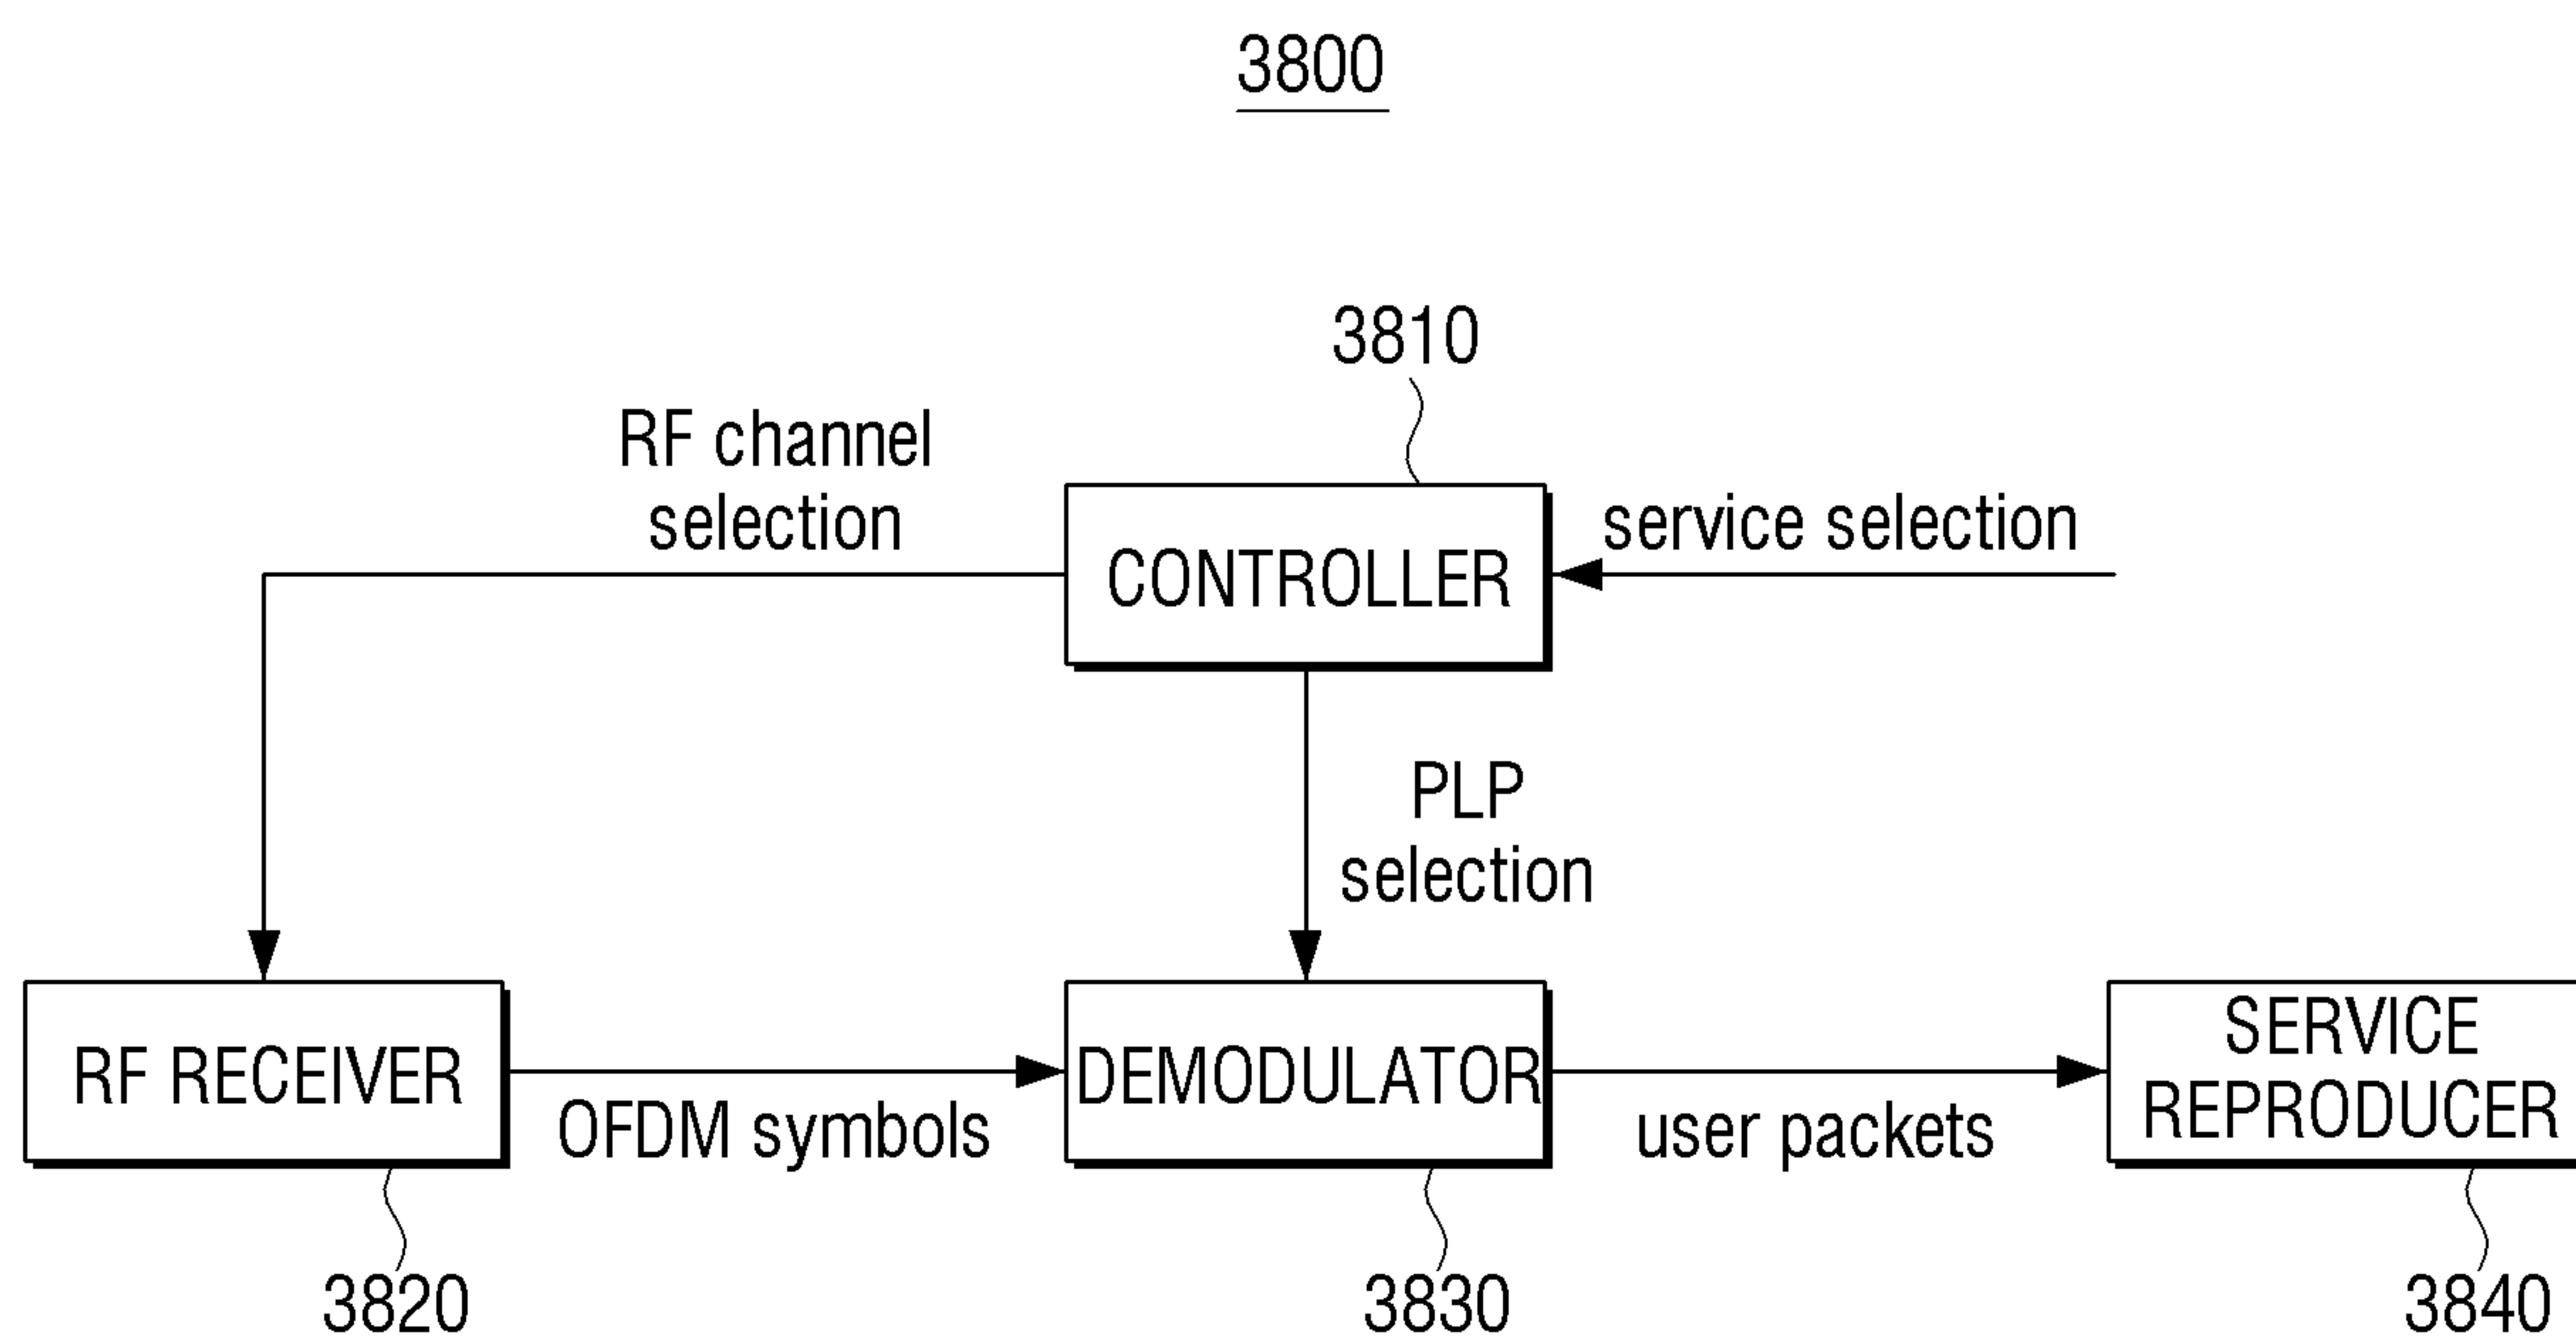 3800
3810
RF channel
selection
CONTROLLER
service selection
PLP
selection
RF RECEIVER
OFDM symbols
DEMODULATOR
user packets
SERVICE
REPRODUCER
3820
3830
3840